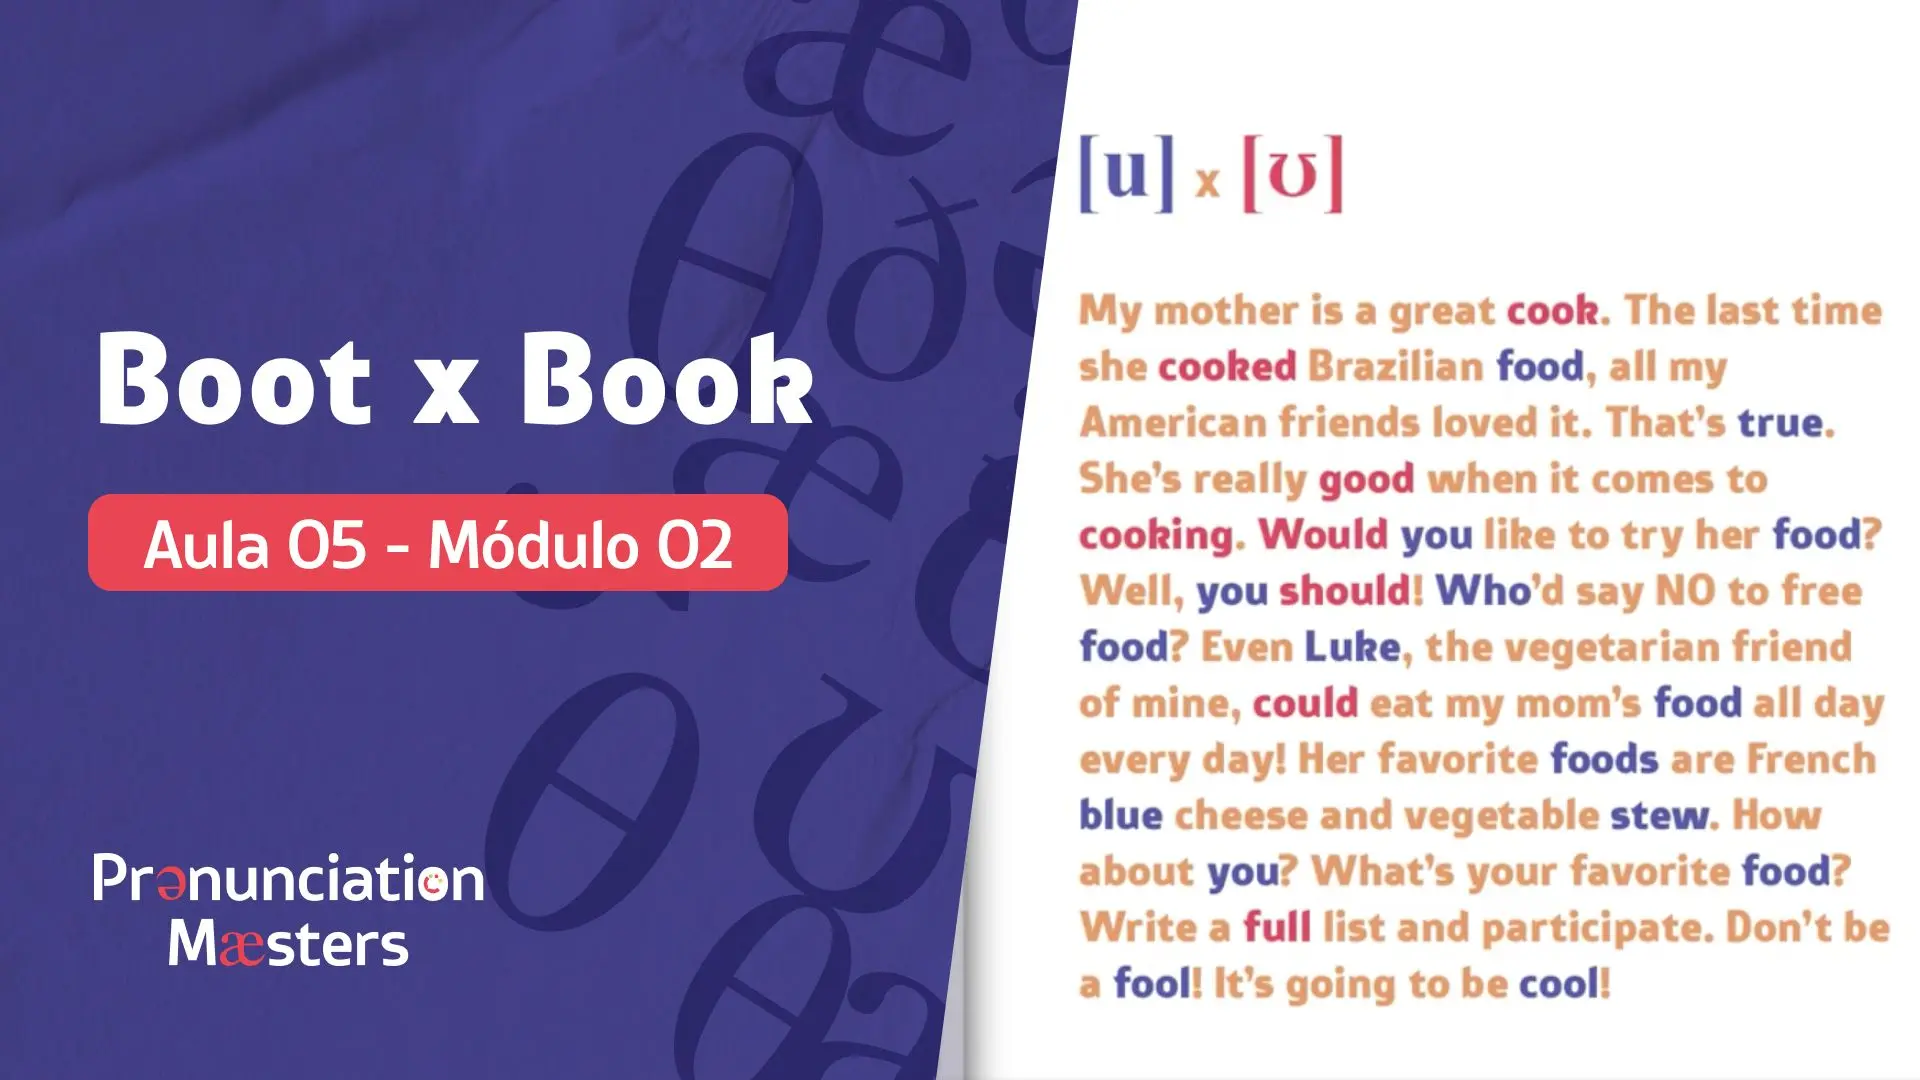 Boot x Book
Aula 05 - Módulo 02
Prənunciation
Mæsters
[u] x [ʊ]
My mother is a great cook. The last time
she cooked Brazilian food, all my
American friends loved it. That's true.
She's really good when it comes to
cooking. Would you like to try her food?
Well, you should! Who'd say NO to free
food? Even Luke, the vegetarian friend
of mine, could eat my mom's food all day
every day! Her favorite foods are French
blue cheese and vegetable stew. How
about you? What's your favorite food?
Write a full list and participate. Don't be
a fool! It's going to be cool!